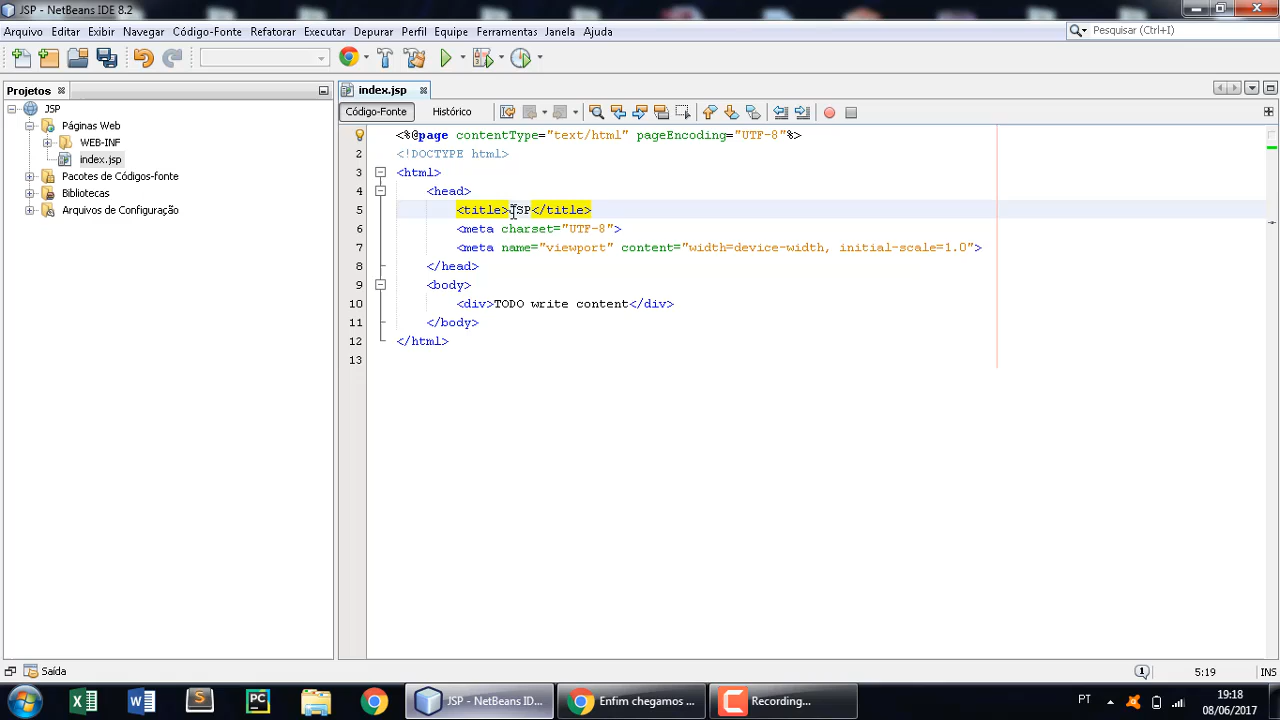 JSP - NetBeans IDE 8.2
Arquivo Editar Exibir Navegar Código-Fonte Refatorar Executar Depurar Perfil Equipe Ferramentas Janela Ajuda
Pesquisar (Ctrl+I)
Projetos
index.jsp
JSP
Páginas Web
WEB-INF
index.jsp
Pacotes de Códigos-fonte
Bibliotecas
Arquivos de Configuração
Código-Fonte Histórico
1 <%@page contentType="text/html" pageEncoding="UTF-8"%>
2 <!DOCTYPE html>
3 <html>
4 <head>
5 <title>JSP</title>
6 <meta charset="UTF-8">
7 <meta name="viewport" content="width=device-width, initial-scale=1.0">
8 </head>
9 <body>
10 <div>TODO write content</div>
11 </body>
12 </html>
13
Saída
1
5:19
INS
JSP - NetBeans ID...
Enfim chegamos ...
Recording...
PT
19:18
08/06/2017